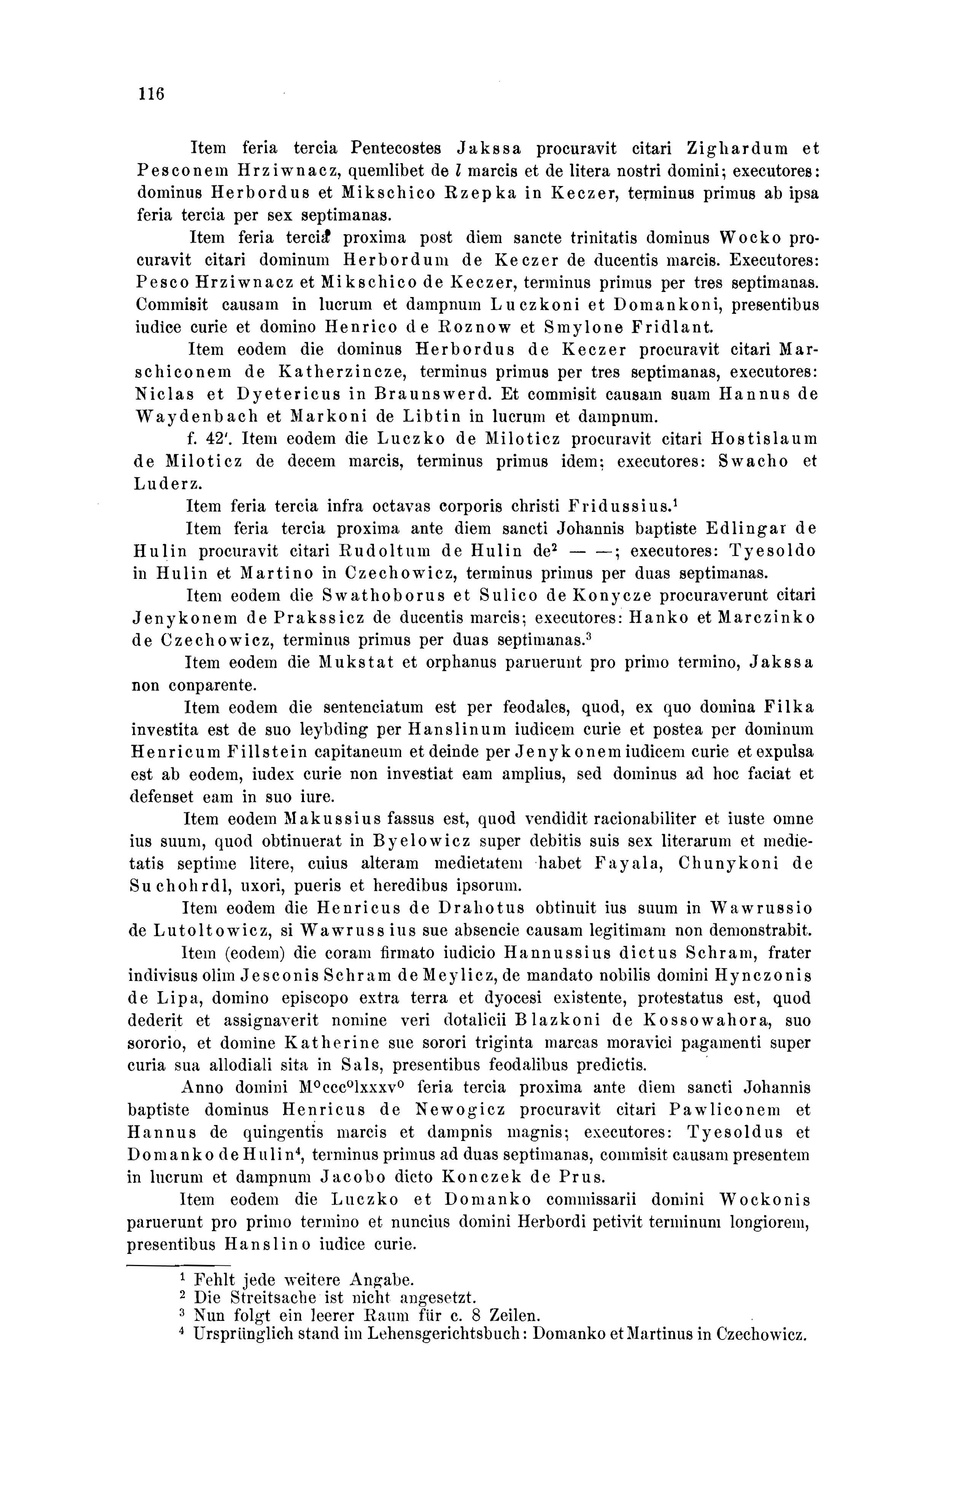 116
Item feria tercia Pentecostes Jakssa procuravit citari Zighardum et
Pesconem Hrziwnacz, quemlibet de l marcis et de litera nostri domini; executores:
dominus Herbordus et Mikschico Rzepka in Keczer, terminus primus ab ipsa
feria tercia per sex septimanas.
Item feria tercia proxima post diem sancte trinitatis dominus Wocko pro-
curavit citari dominum Herbordum de Keczer de ducentis marcis. Executores:
Pesco Hrziwnacz et Mikschico de Keczer, terminus primus per tres septimanas.
Commisit causam in lucrum et dampnum Luczkoni et Domankoni, presentibus
iudice curie et domino Henrico de Roznow et Smylone Fridlant.
Item eodem die dominus Herbordus de Keczer procuravit citari Mar-
schiconem de Katherzincze, terminus primus per tres septimanas, executores:
Niclas et Dyetericus in Braunswerd. Et commisit causam suam Hannus de
Waydenbach et Markoni de Libtin in lucrum et dampnum.
f. 42'. Item eodem die Luczko de Miloticz procuravit citari Hostislaum
de Miloticz de decem marcis, terminus primus idem; executores: Swacho et
Luderz.
Item feria tercia infra octavas corporis christi Fridussius.¹
Item feria tercia proxima ante diem sancti Johannis baptiste Edlingar de
Hulin procuravit citari Rudoltum de Hulin de² — —; executores: Tyesoldo
in Hulin et Martino in Czechowicz, terminus primus per duas septimanas.
Item eodem die Swathoborus et Sulico de Konycze procuraverunt citari
Jenykonem de Prakssicz de ducentis marcis; executores: Hanko et Marczinko
de Czechowicz, terminus primus per duas septimanas.³
Item eodem die Mukstat et orphanus paruerunt pro primo termino, Jakssa
non conparente.
Item eodem die sentenciatum est per feodales, quod, ex quo domina Filka
investita est de suo leybding per Hanslinum iudicem curie et postea per dominum
Henricum Fillstein capitaneum et deinde per Jenykonem iudicem curie et expulsa
est ab eodem, iudex curie non investiat eam amplius, sed dominus ad hoc faciat et
defenset eam in suo iure.
Item eodem Makussius fassus est, quod vendidit racionabiliter et iuste omne
ius suum, quod obtinuerat in Byelowicz super debitis suis sex literarum et medie-
tatis septime litere, cuius alteram medietatem habet Fayala, Chunykoni de
Suchohrdl, uxori, pueris et heredibus ipsorum.
Item eodem die Henricus de Drahotus obtinuit ius suum in Wawrussio
de Lutoltowicz, si Wawrussius sue absencie causam legitimam non demonstrabit.
Item (eodem) die coram firmato iudicio Hannussius dictus Schram, frater
indivisus olim Jesconis Schram de Meylicz, de mandato nobilis domini Hynczonis
de Lipa, domino episcopo extra terra et dyocesi existente, protestatus est, quod
dederit et assignaverit nomine veri dotalicii Blazkoni de Kossowahora, suo
sororio, et domine Katherine sue sorori triginta marcas moravici pagamenti super
curia sua allodiali sita in Sals, presentibus feodalibus predictis.
Anno domini M⁰ccc⁰lxxxv⁰ feria tercia proxima ante diem sancti Johannis
baptiste dominus Henricus de Newogicz procuravit citari Pawliconem et
Hannus de quingentis marcis et dampnis magnis; executores: Tyesoldus et
Domanko de Hulin⁴, terminus primus ad duas septimanas, commisit causam presentem
in lucrum et dampnum Jacobo dicto Konczek de Prus.
Item eodem die Luczko et Domanko commissarii domini Wockonis
paruerunt pro primo termino et nuncius domini Herbordi petivit terminum longiorem,
presentibus Hanslino iudice curie.
¹ Fehlt jede weitere Angabe.
² Die Streitsache ist nicht angesetzt.
³ Nun folgt ein leerer Raum für c. 8 Zeilen.
⁴ Ursprünglich stand im Lehensgerichtsbuch: Domanko et Martinus in Czechowicz.